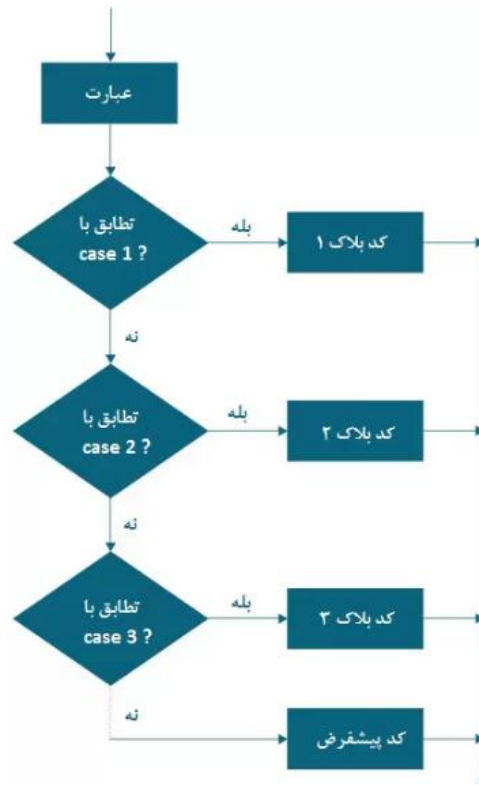 عبارت
تطابق با
case 1 ?
بله
کد بلاک ۱
نه
تطابق با
case 2 ?
بله
کد بلاک ۲
نه
تطابق با
case 3 ?
بله
کد بلاک ۳
نه
کد پیشفرض